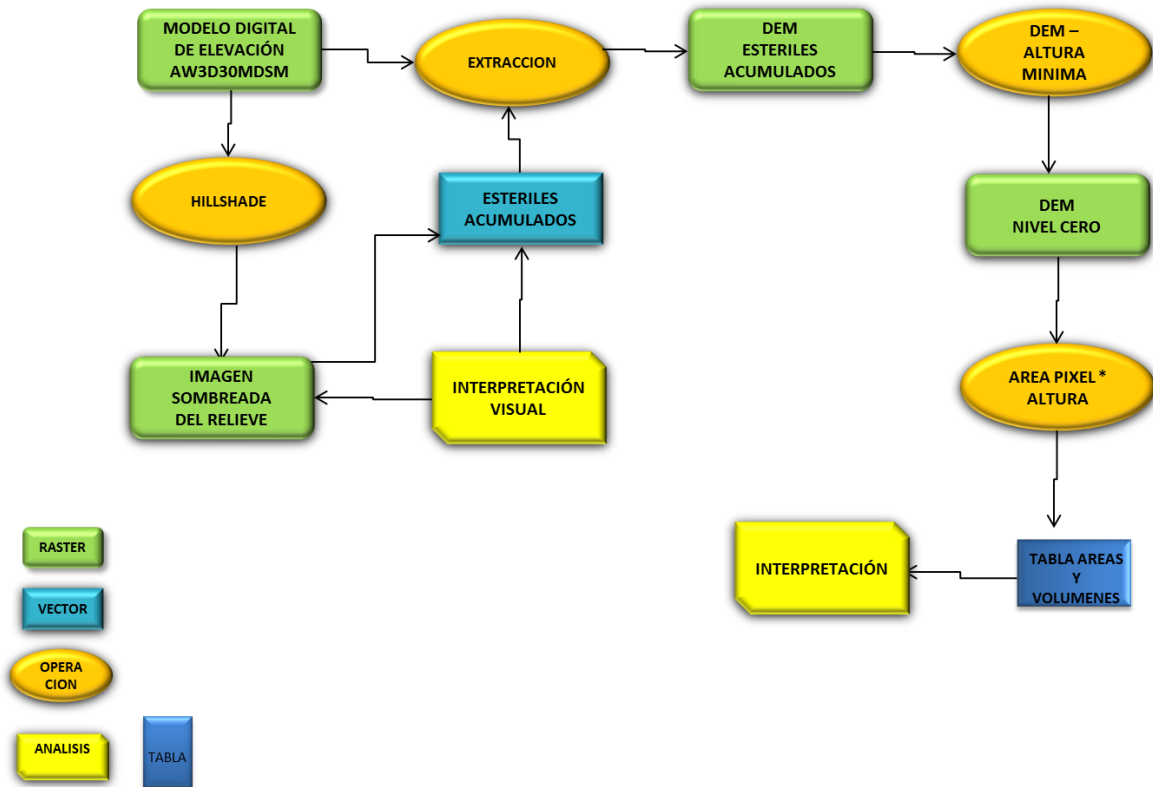 MODELO DIGITAL
DE ELEVACIÓN
AW3D30MDSM
EXTRACCION
DEM
ESTERILES
ACUMULADOS
DEM –
ALTURA
MINIMA
HILLSHADE
ESTERILES
ACUMULADOS
DEM
NIVEL CERO
IMAGEN
SOMBREADA
DEL RELIEVE
INTERPRETACIÓN
VISUAL
AREA PIXEL *
ALTURA
INTERPRETACIÓN
TABLA AREAS
Y
VOLUMENES
RASTER
VECTOR
OPERA
CION
ANALISIS
TABLA